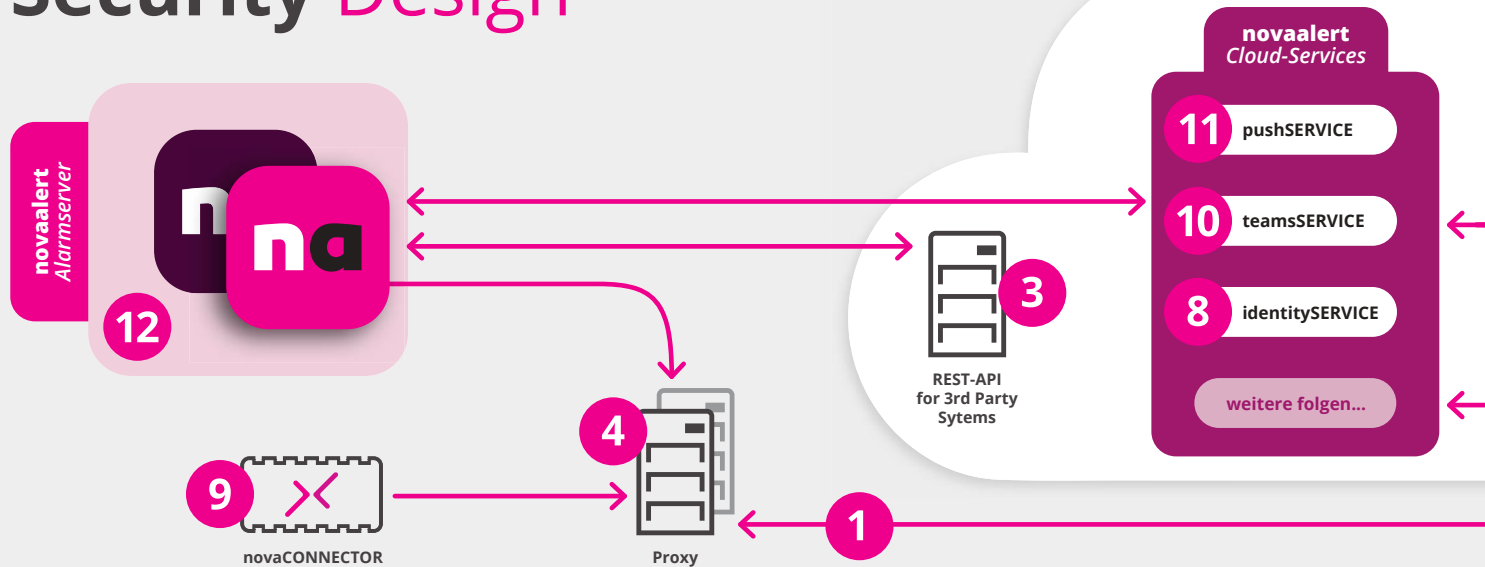 Security Design
novaalert
Cloud-Services
11
pushSERVICE
10
teamsSERVICE
8
identitySERVICE
weitere folgen...
novaalert
Alarmserver
n
na
12
3
REST-API
for 3rd Party
Sytems
4
Proxy
9
novaCONNECTOR
1